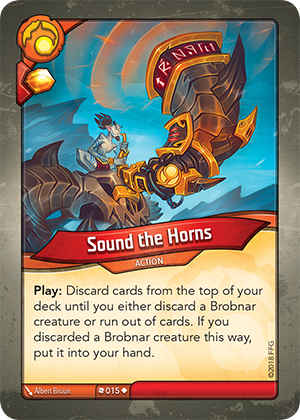 Sound the Horns
ACTION
Play: Discard cards from the top of your
deck until you either discard a Brobnar
creature or run out of cards. If you
discarded a Brobnar creature this way,
put it into your hand.
Albert Bruun
015
©2018 FFG